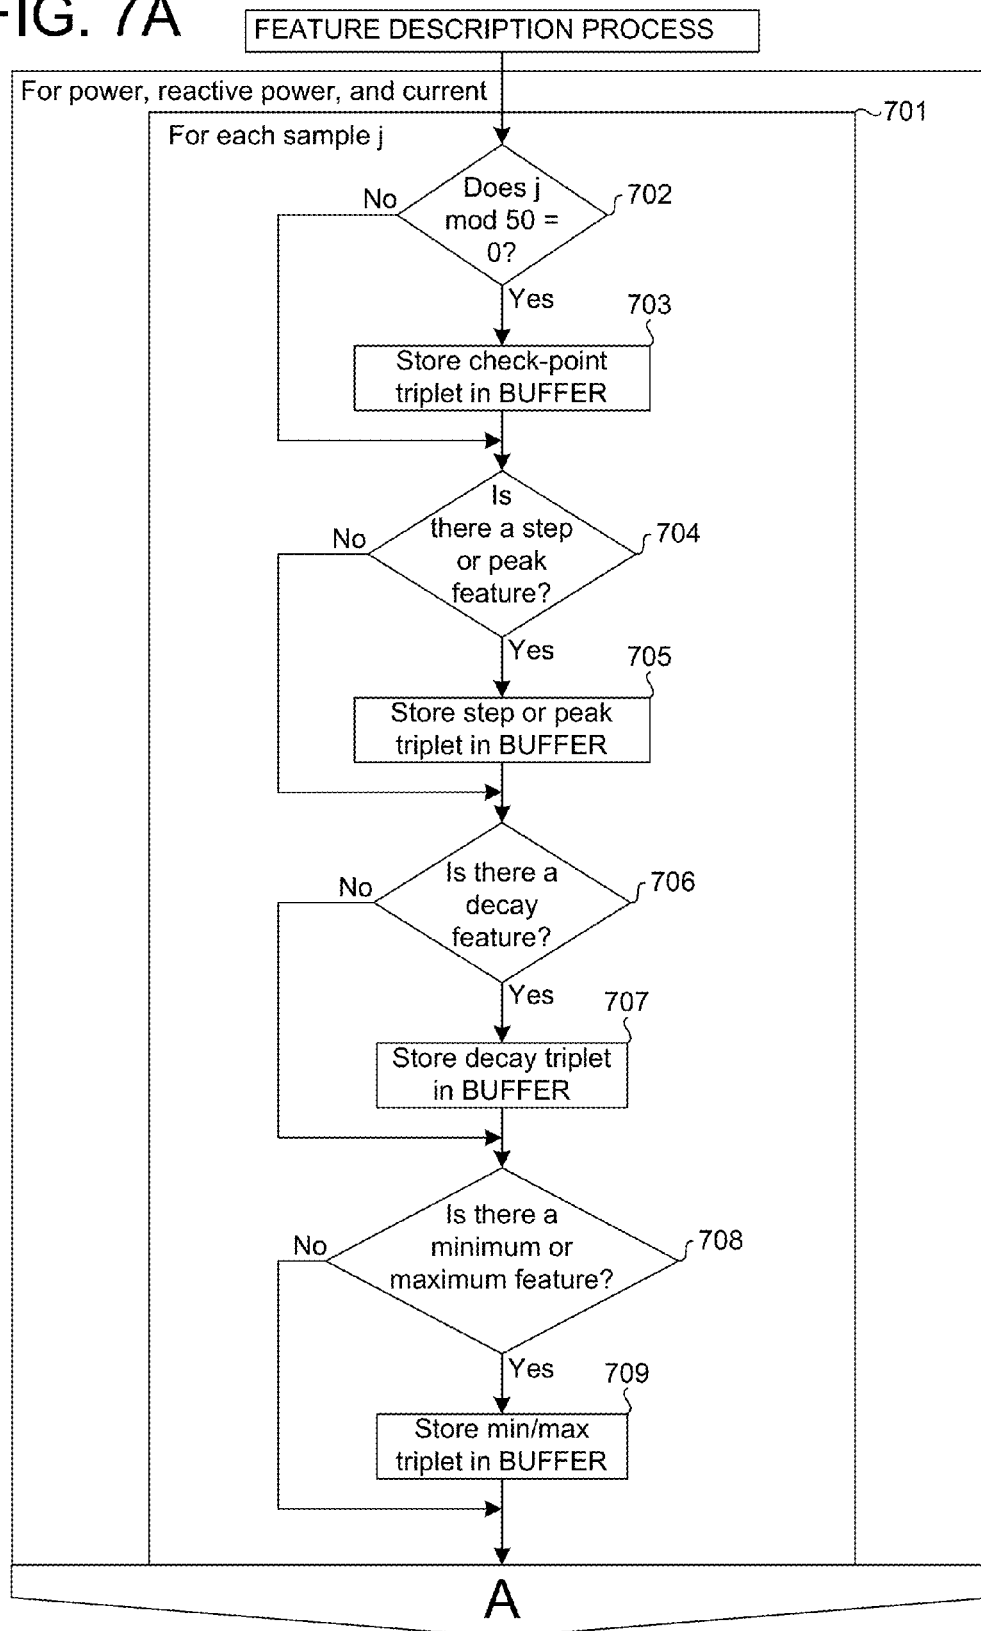 FIG. 7A
FEATURE DESCRIPTION PROCESS
For power, reactive power, and current
701
For each sample j
No
Does j
mod 50 =
0?
702
Yes
703
Store check-point
triplet in BUFFER
Is
there a step
or peak
feature?
No
704
Yes
705
Store step or peak
triplet in BUFFER
No
Is there a
decay
feature?
706
Yes
707
Store decay triplet
in BUFFER
No
Is there a
minimum or
maximum feature?
708
Yes
709
Store min/max
triplet in BUFFER
A